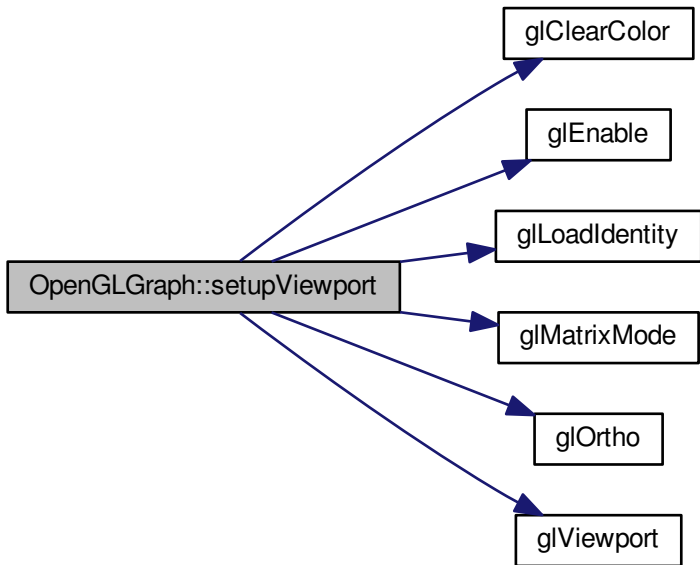 glClearColor
glEnable
glLoadIdentity
OpenGLGraph::setupViewport
glMatrixMode
glOrtho
glViewport